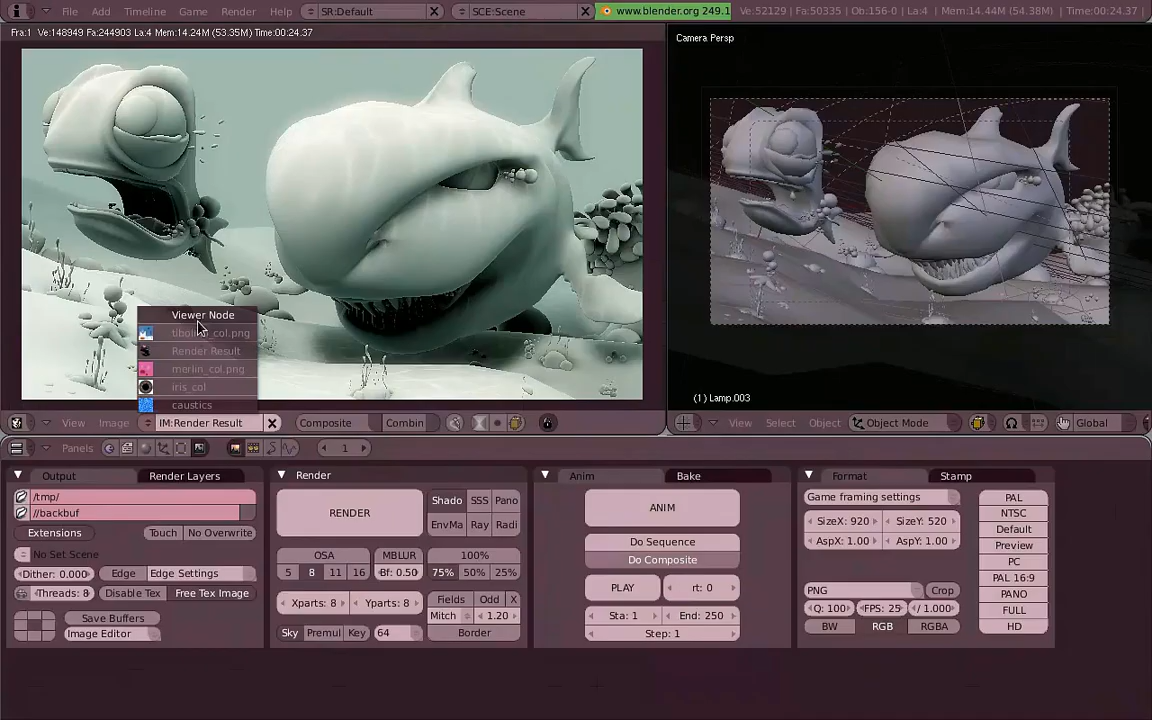 File Add Timeline Game Render Help SR:Default SCE:Scene www.blender.org 249.1 Ve:52129 | Fa:50335 | Ob:156-0 | La:4 | Mem:14.44M (54.38M) | Time:00:24.37 |
Fra:1 Ve:148949 Fa:244903 La:4 Mem:14.24M (53.35M) Time:00:24.37
Camera Persp
Viewer Node
Render Result
merlin_col.png
iris_col
caustics
(1) Lamp.003
View Image IM:Render Result Composite Combin View Select Object Object Mode Global
Panels 1
Output Render Layers Render Anim Bake Format Stamp
/tmp/
//backbuf
Extensions Touch No Overwrite
No Set Scene
Dither: 0.000 Edge Edge Settings
Threads: 8 Disable Tex Free Tex Image
Save Buffers
Image Editor
RENDER
Shado SSS Pano
EnvMa Ray Radi
OSA MBLUR 100%
5 8 11 16 Bf: 0.50 75% 50% 25%
Xparts: 8 Yparts: 8 Fields Odd X
Mitch 1.20
Sky Premul Key 64 Border
ANIM
Do Sequence
Do Composite
PLAY rt: 0
Sta: 1 End: 250
Step: 1
Game framing settings
SizeX: 920 SizeY: 520
AspX: 1.00 AspY: 1.00
PNG Crop
Q: 100 FPS: 25 / 1.000
BW RGB RGBA
PAL
NTSC
Default
Preview
PC
PAL 16:9
PANO
FULL
HD